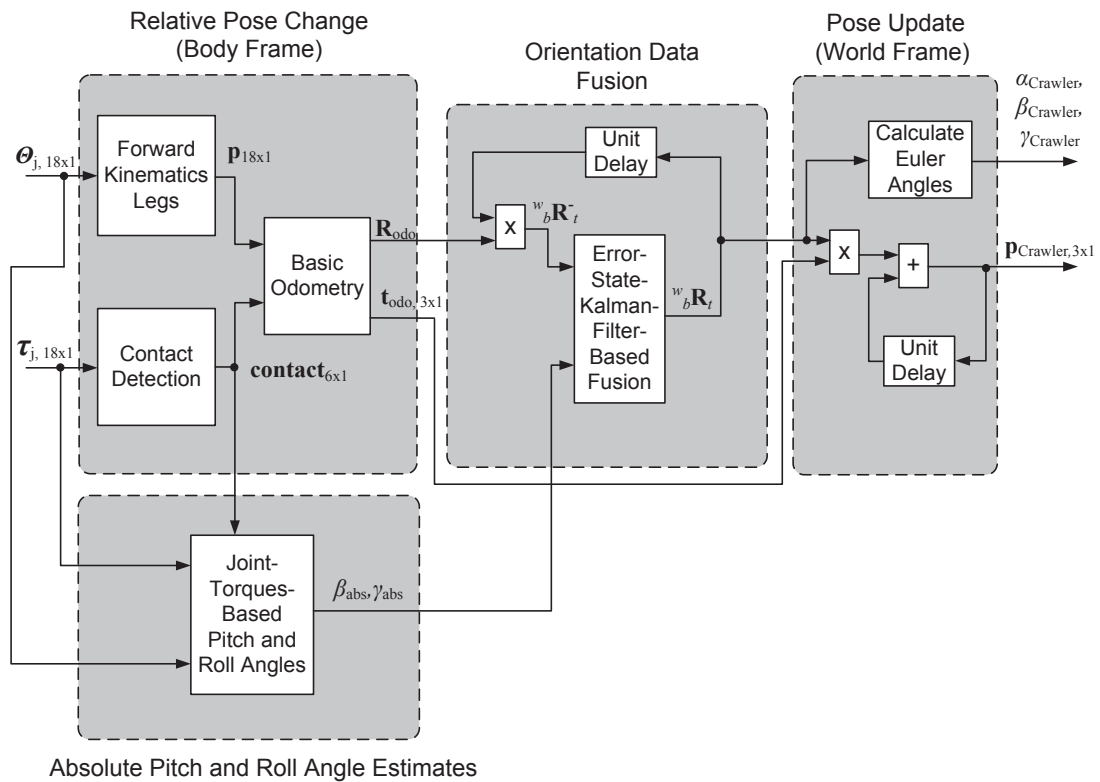 Relative Pose Change
(Body Frame)
Orientation Data
Fusion
Pose Update
(World Frame)
Θj, 18x1
Forward
Kinematics
Legs
p18x1
τj, 18x1
Contact
Detection
contact6x1
Basic
Odometry
Rodo
todo, 3x1
Unit
Delay
x
w b R- t
Error-
State-
Kalman-
Filter-
Based
Fusion
w b R t
Calculate
Euler
Angles
αCrawler,
βCrawler,
γCrawler
x
+
pCrawler,3x1
Unit
Delay
Joint-
Torques-
Based
Pitch and
Roll Angles
βabs,γabs
Absolute Pitch and Roll Angle Estimates